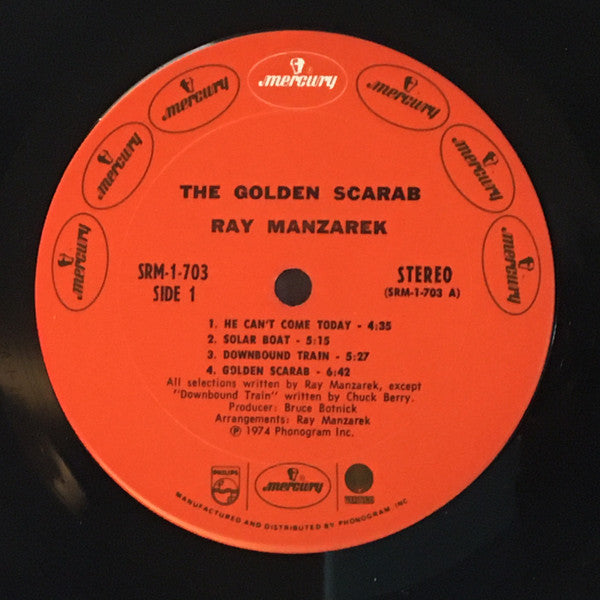 mercury
mercury
mercury
mercury
mercury
mercury
mercury
THE GOLDEN SCARAB
RAY MANZAREK
SRM-1-703
SIDE 1
STEREO
(SRM-1-703 A)
1. HE CAN'T COME TODAY - 4:35
2. SOLAR BOAT - 5:15
3. DOWNBOUND TRAIN - 5:27
4. GOLDEN SCARAB - 6:42
All selections written by Ray Manzarek, except
"Downbound Train" written by Chuck Berry.
Producer: Bruce Botnick
Arrangements: Ray Manzarek
Ⓟ 1974 Phonogram Inc.
PHILIPS
mercury
VERTIGO
MANUFACTURED AND DISTRIBUTED BY PHONOGRAM, INC.